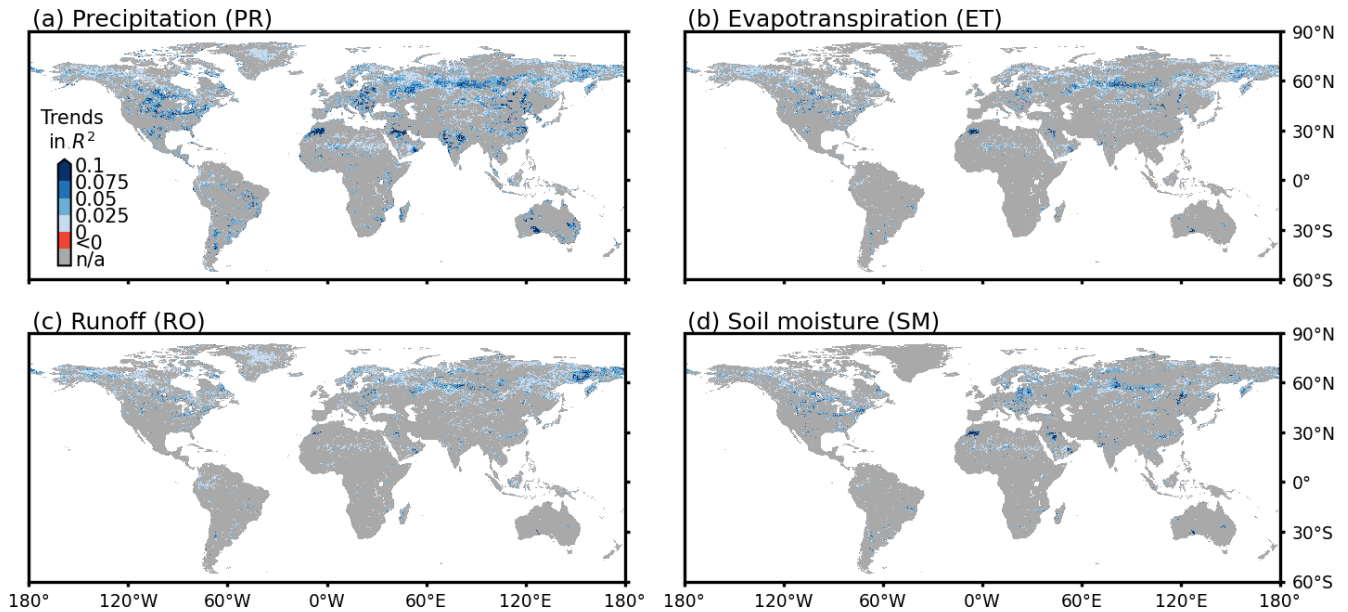 (a) Precipitation (PR)
(b) Evapotranspiration (ET)
90°N
60°N
30°N
0°
30°S
60°S
Trends
in R²
0.1
0.075
0.05
0.025
0
<0
n/a
(c) Runoff (RO)
(d) Soil moisture (SM)
90°N
60°N
30°N
0°
30°S
60°S
180° 120°W 60°W 0°W 60°E 120°E 180° 180° 120°W 60°W 0°W 60°E 120°E 180°